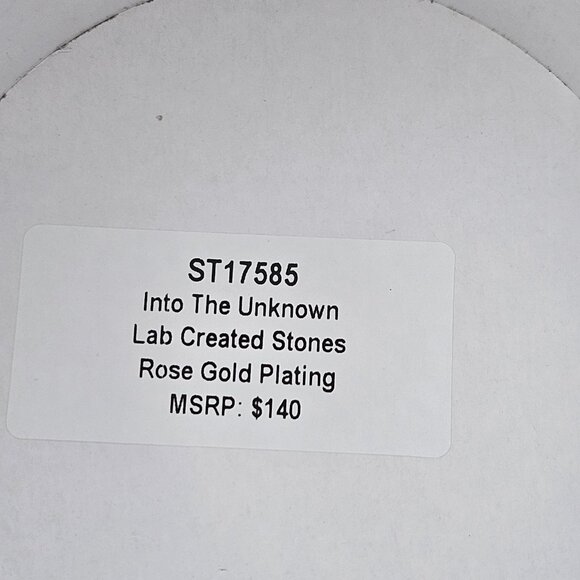 ST17585
Into The Unknown
Lab Created Stones
Rose Gold Plating
MSRP: $140